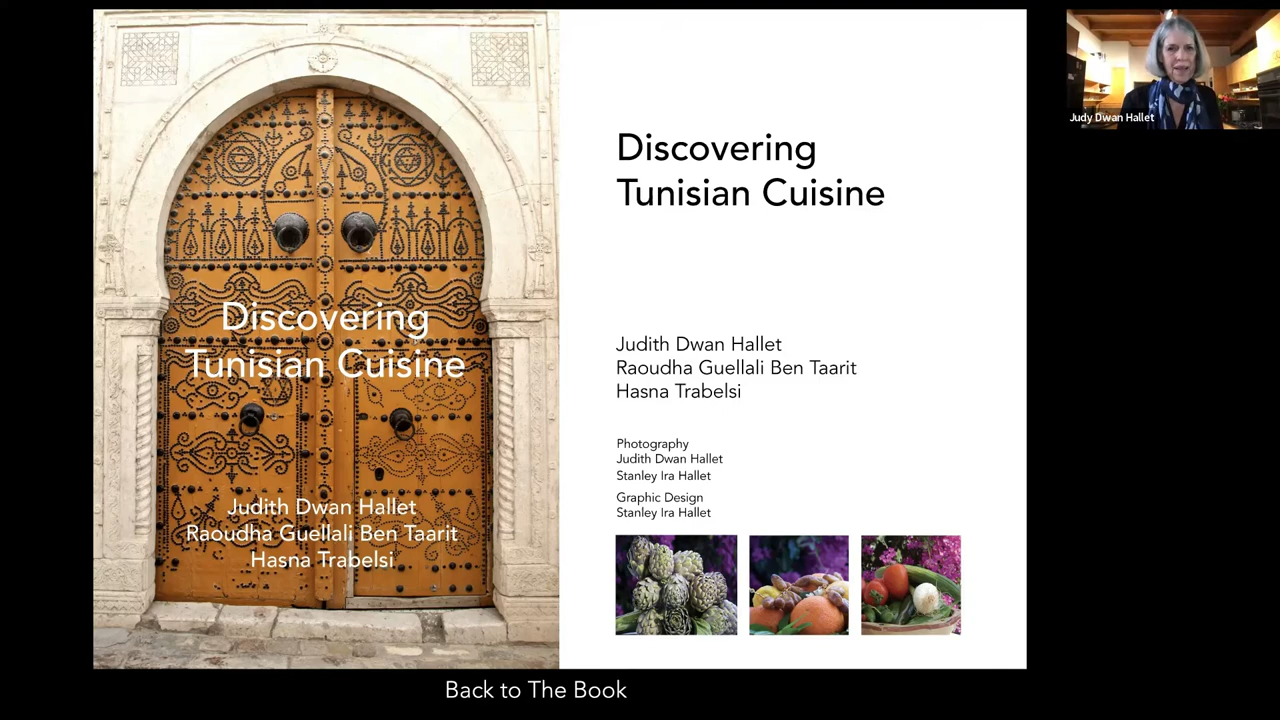 Discovering
Tunisian Cuisine
Judith Dwan Hallet
Raoudha Guellali Ben Taarit
Hasna Trabelsi
Discovering
Tunisian Cuisine
Judith Dwan Hallet
Raoudha Guellali Ben Taarit
Hasna Trabelsi
Photography
Judith Dwan Hallet
Stanley Ira Hallet
Graphic Design
Stanley Ira Hallet
Judy Dwan Hallet
Back to The Book